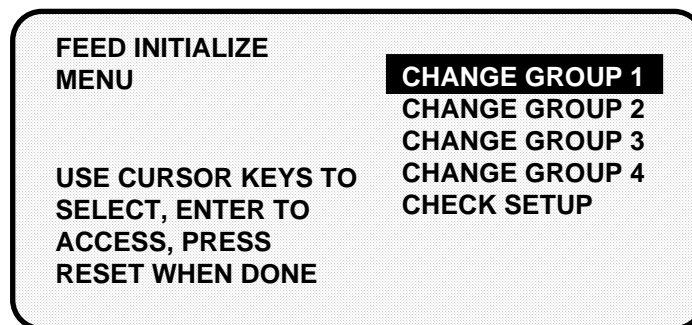 FEED INITIALIZE
MENU
USE CURSOR KEYS TO
SELECT, ENTER TO
ACCESS, PRESS
RESET WHEN DONE
CHANGE GROUP 1
CHANGE GROUP 2
CHANGE GROUP 3
CHANGE GROUP 4
CHECK SETUP